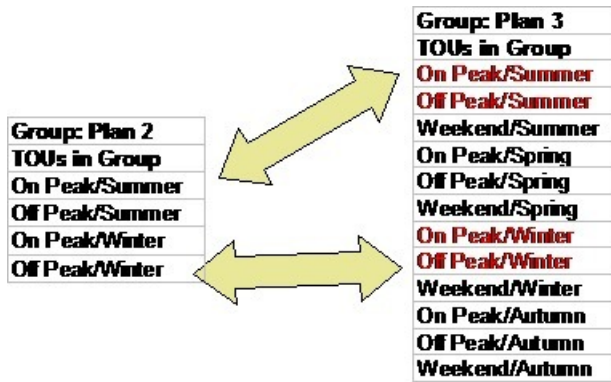 Group: Plan 2
TOUs in Group
On Peak/Summer
Off Peak/Summer
On Peak/Winter
Off Peak/Winter
Group: Plan 3
TOUs in Group
On Peak/Summer
Off Peak/Summer
Weekend/Summer
On Peak/Spring
Off Peak/Spring
Weekend/Spring
On Peak/Winter
Off Peak/Winter
Weekend/Winter
On Peak/Autumn
Off Peak/Autumn
Weekend/Autumn